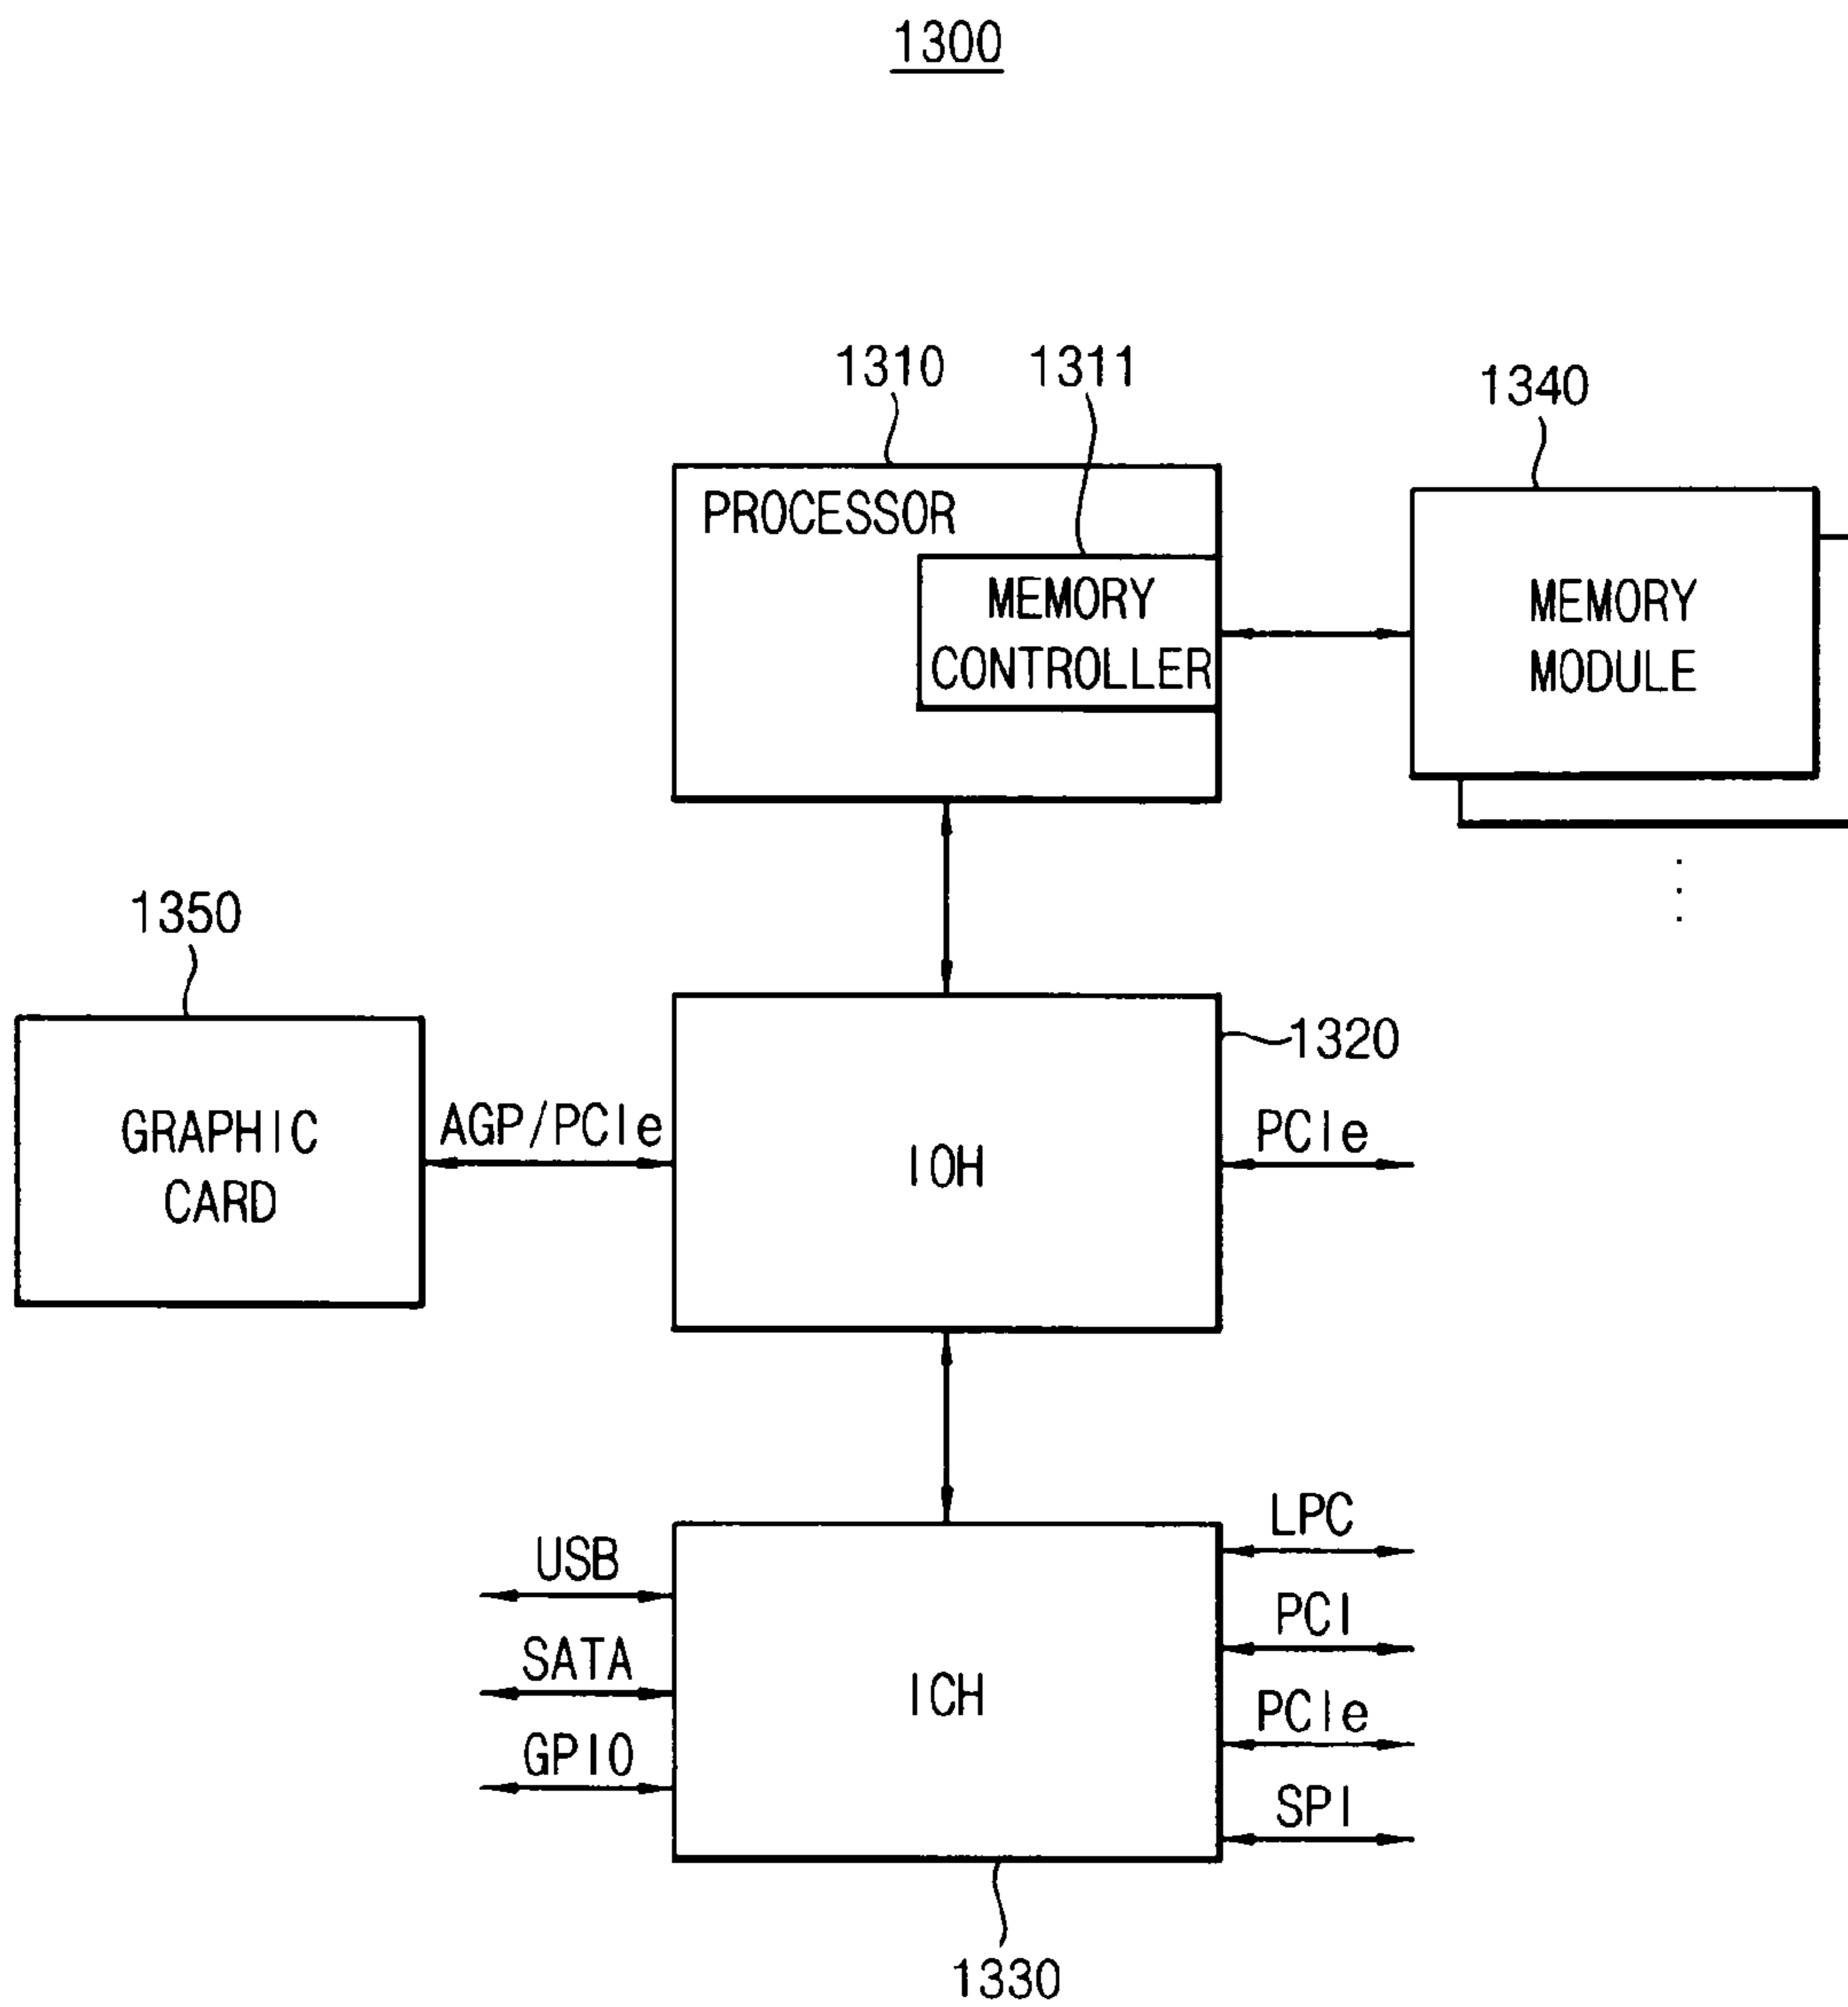 1300
1310
1311
1340
PROCESSOR
MEMORY
CONTROLLER
MEMORY
MODULE
1350
1320
GRAPHIC
CARD
AGP/PCIe
IOH
PCIe
USB
SATA
GPIO
ICH
LPC
PCI
PCIe
SPI
1330